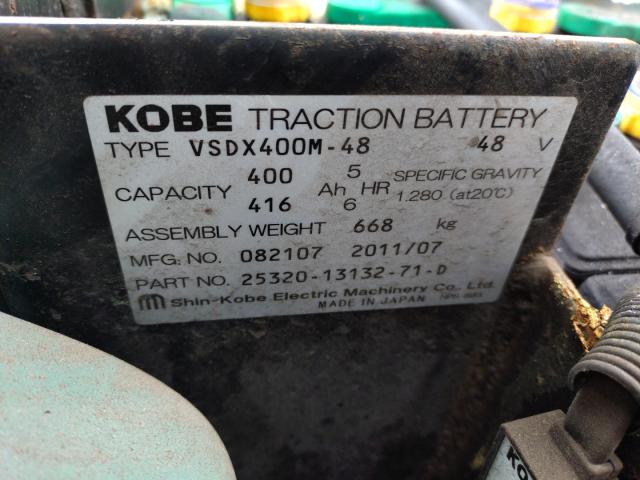 KOBE TRACTION BATTERY
TYPE VSDX400M-48 48 V
CAPACITY 400 Ah 5 HR SPECIFIC GRAVITY
416 6 1.280 (at20℃)
ASSEMBLY WEIGHT 668 kg
MFG. NO. 082107 2011/07
PART NO. 25320-13132-71-D
Shin-Kobe Electric Machinery Co. Ltd.
MADE IN JAPAN
KO